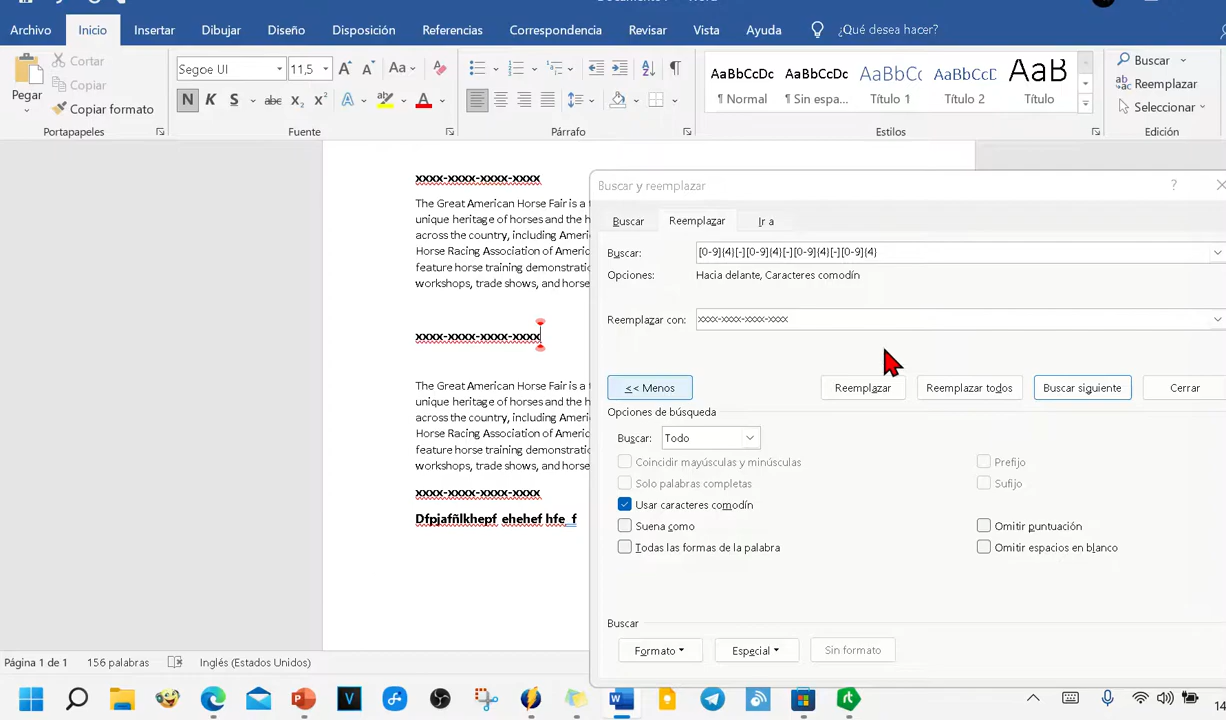 Archivo Inicio Insertar Dibujar Diseño Disposición Referencias Correspondencia Revisar Vista Ayuda ¿Qué desea hacer?
Pegar
Cortar
Copiar
Copiar formato
Portapapeles
Segoe UI 11,5
N K S abc x₂ x²
Fuente
Párrafo
AaBbCcDc AaBbCcDc AaBbCc AaBbCcC AaB
¶ Normal ¶ Sin espa... Título 1 Título 2 Título
Estilos
Buscar
Reemplazar
Seleccionar
Edición
xxxx-xxxx-xxxx-xxxx
The Great American Horse Fair is a
unique heritage of horses and the h
across the country, including Ameri
Horse Racing Association of Americ
feature horse training demonstratio
workshops, trade shows, and horse
xxxx-xxxx-xxxx-xxxx
The Great American Horse Fair is a
unique heritage of horses and the h
across the country, including Ameri
Horse Racing Association of Americ
feature horse training demonstratio
workshops, trade shows, and horse
xxxx-xxxx-xxxx-xxxx
Dfpjafñlkhepf ehehef hfe f
Buscar y reemplazar ?
Buscar Reemplazar Ir a
Buscar: [0-9]{4}[-][0-9]{4}[-][0-9]{4}[-][0-9]{4}
Opciones: Hacia delante, Caracteres comodín
Reemplazar con: xxxx-xxxx-xxxx-xxxx
<< Menos Reemplazar Reemplazar todos Buscar siguiente Cerrar
Opciones de búsqueda
Buscar: Todo
Coincidir mayúsculas y minúsculas Prefijo
Solo palabras completas Sufijo
Usar caracteres comodín
Suena como Omitir puntuación
Todas las formas de la palabra Omitir espacios en blanco
Buscar
Formato Especial Sin formato
Página 1 de 1 156 palabras Inglés (Estados Unidos)